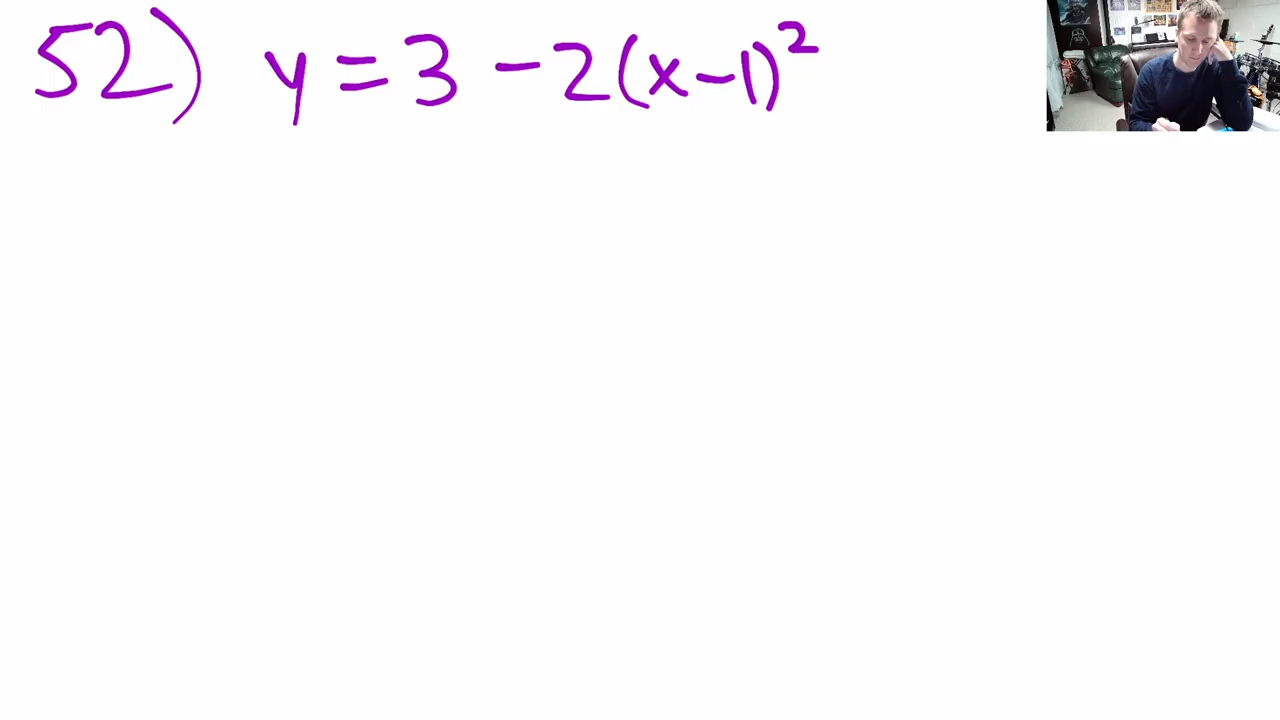 52) y = 3 - 2(x-1)²